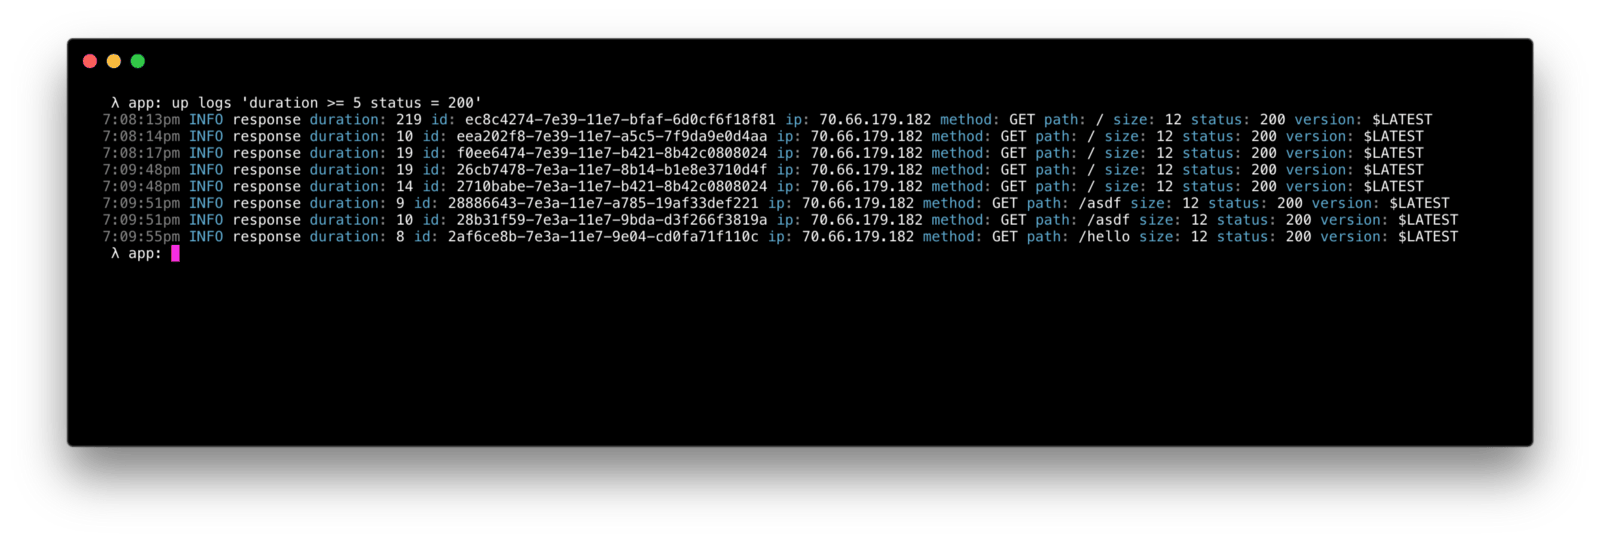 λ app: up logs 'duration >= 5 status = 200'
7:08:13pm INFO response duration: 219 id: ec8c4274-7e39-11e7-bfaf-6d0cf6f18f81 ip: 70.66.179.182 method: GET path: / size: 12 status: 200 version: $LATEST
7:08:14pm INFO response duration: 10 id: eea202f8-7e39-11e7-a5c5-7f9da9e0d4aa ip: 70.66.179.182 method: GET path: / size: 12 status: 200 version: $LATEST
7:08:17pm INFO response duration: 19 id: f0ee6474-7e39-11e7-b421-8b42c0808024 ip: 70.66.179.182 method: GET path: / size: 12 status: 200 version: $LATEST
7:09:48pm INFO response duration: 19 id: 26cb7478-7e3a-11e7-8b14-b1e8e3710d4f ip: 70.66.179.182 method: GET path: / size: 12 status: 200 version: $LATEST
7:09:48pm INFO response duration: 14 id: 2710babe-7e3a-11e7-b421-8b42c0808024 ip: 70.66.179.182 method: GET path: / size: 12 status: 200 version: $LATEST
7:09:51pm INFO response duration: 9 id: 28886643-7e3a-11e7-a785-19af33def221 ip: 70.66.179.182 method: GET path: /asdf size: 12 status: 200 version: $LATEST
7:09:51pm INFO response duration: 10 id: 28b31f59-7e3a-11e7-9bda-d3f266f3819a ip: 70.66.179.182 method: GET path: /asdf size: 12 status: 200 version: $LATEST
7:09:55pm INFO response duration: 8 id: 2af6ce8b-7e3a-11e7-9e04-cd0fa71f110c ip: 70.66.179.182 method: GET path: /hello size: 12 status: 200 version: $LATEST
λ app: